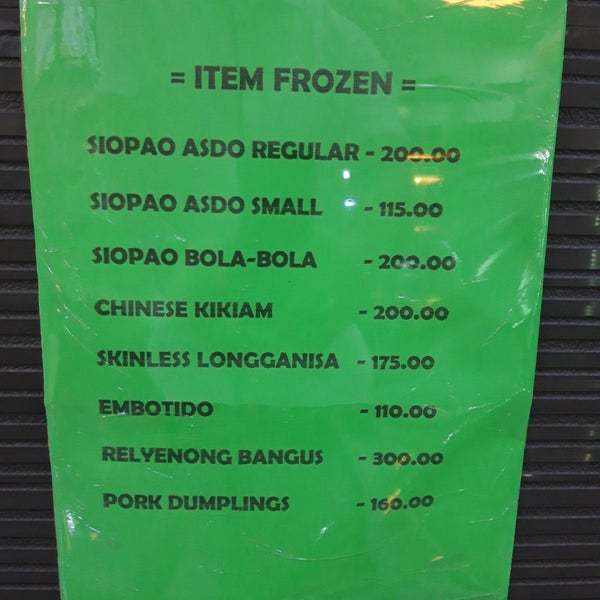 = ITEM FROZEN =
SIOPAO ASDO REGULAR - 200.00
SIOPAO ASDO SMALL - 115.00
SIOPAO BOLA-BOLA - 200.00
CHINESE KIKIAM - 200.00
SKINLESS LONGGANISA - 175.00
EMBOTIDO - 110.00
RELYENONG BANGUS - 300.00
PORK DUMPLINGS - 160.00